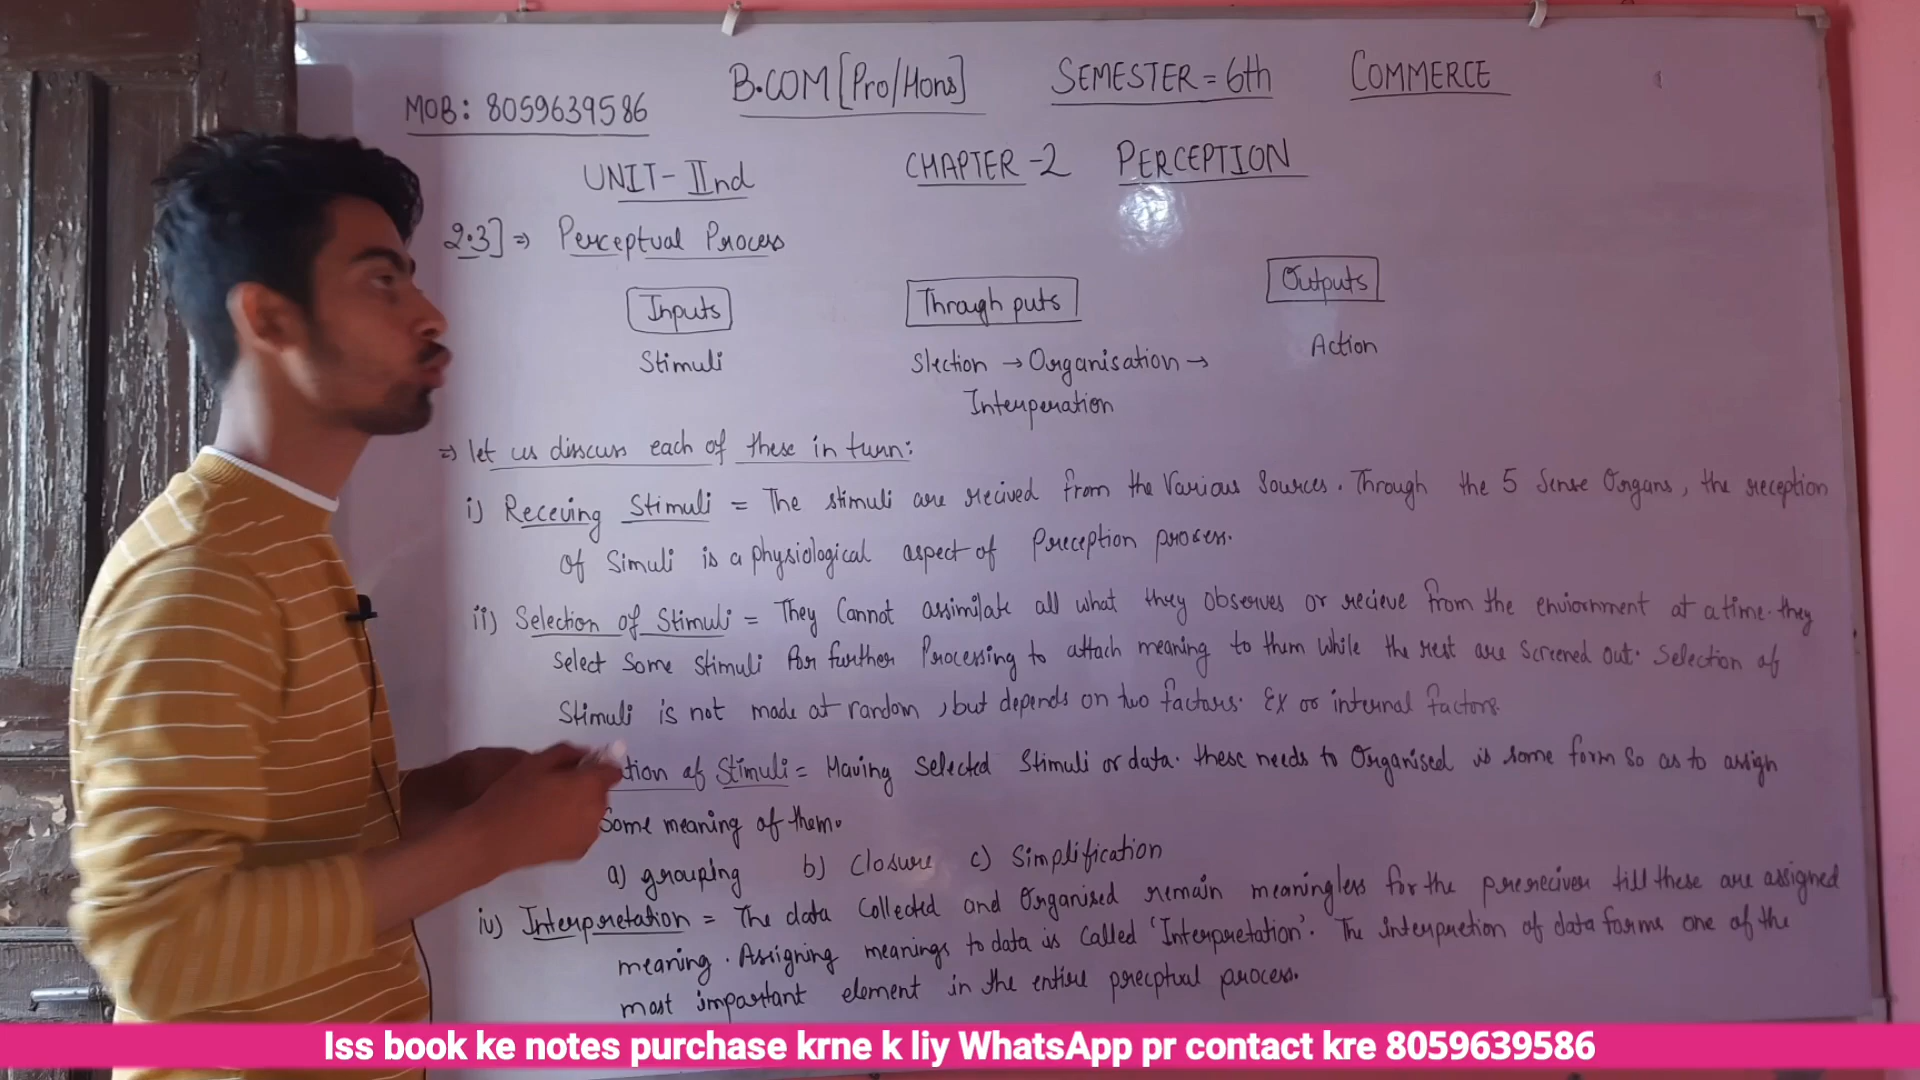 MOB: 8059639586
B.COM [Pro/Hons] SEMESTER = 6th COMMERCE
UNIT-IInd CHAPTER-2 PERCEPTION
2.3] ⇒ Perceptual Process
Inputs Through puts Outputs
Stimuli Slection → Organisation → Action
Interperation
⇒ let us discuss each of these in turn:
i) Receving Stimuli = The stimuli are recived from the Various Sources. Through the 5 Sense Organs, the reception
of Simuli is a physiological aspect of Preception process.
ii) Selection of Stimuli = They Cannot assimilate all what they Observes or recieve from the enviornment at a time. they
Select Some Stimuli for further Processing to attach meaning to them While the rest are Screened out. Selection of
Stimuli is not made at random, but depends on two factors. Ex or internal factors.
tion of Stimuli = Having Selected Stimuli or data. these needs to Organised is some form So as to assign
Some meaning of them.
a) grouping b) Closure c) Simplification
iv) Interpretation = The data Collected and Organised remain meaningless for the till these are assigned
meaning. Assigning meanings to data is Called 'Interpretation'. The Interpretion of data forms one of the
most important element in the entire precptual process.
Iss book ke notes purchase krne k liy WhatsApp pr contact kre 8059639586